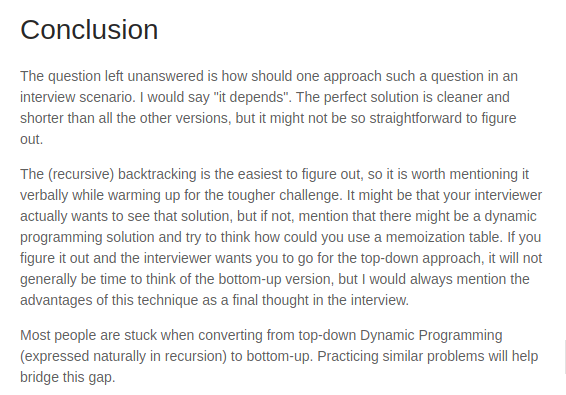 Conclusion
The question left unanswered is how should one approach such a question in an
interview scenario. I would say "it depends". The perfect solution is cleaner and
shorter than all the other versions, but it might not be so straightforward to figure
out.
The (recursive) backtracking is the easiest to figure out, so it is worth mentioning it
verbally while warming up for the tougher challenge. It might be that your interviewer
actually wants to see that solution, but if not, mention that there might be a dynamic
programming solution and try to think how could you use a memoization table. If you
figure it out and the interviewer wants you to go for the top-down approach, it will not
generally be time to think of the bottom-up version, but I would always mention the
advantages of this technique as a final thought in the interview.
Most people are stuck when converting from top-down Dynamic Programming
(expressed naturally in recursion) to bottom-up. Practicing similar problems will help
bridge this gap.